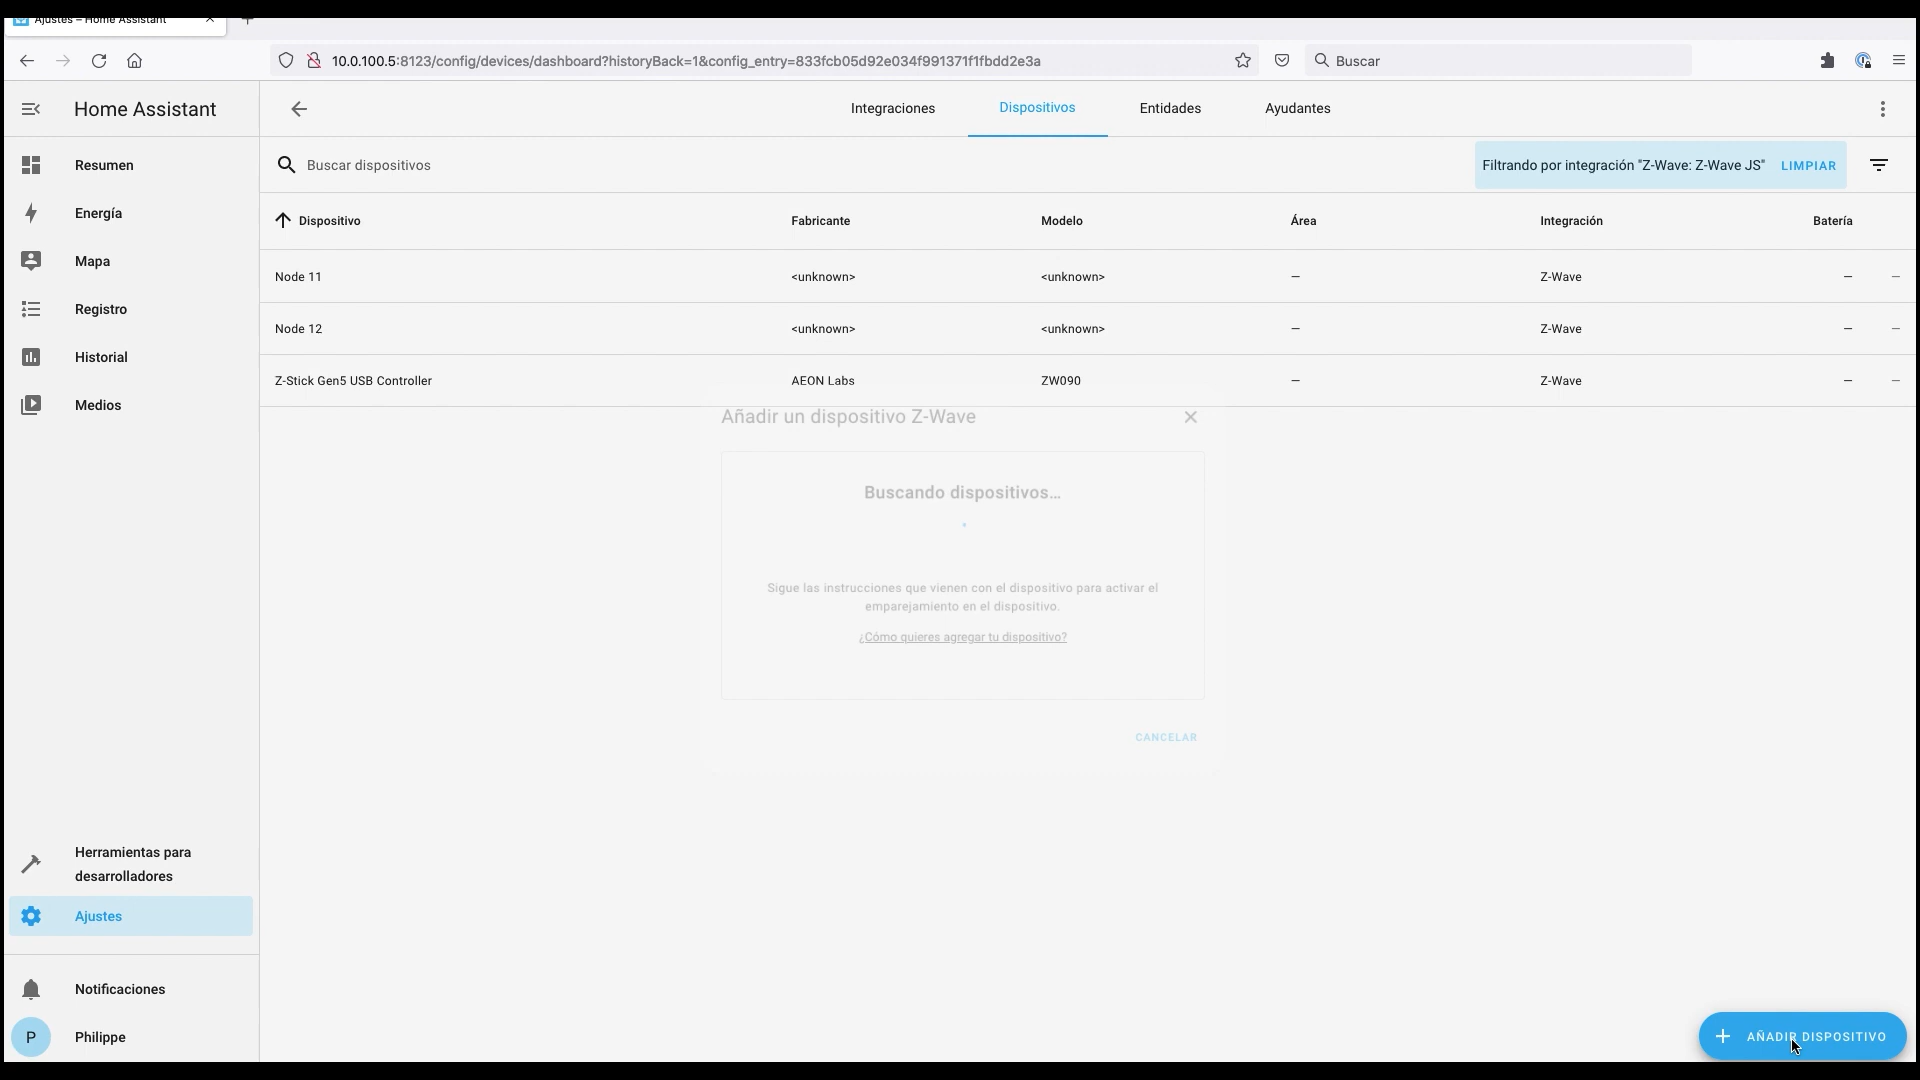 Ajustes – Home Assistant
10.0.100.5:8123/config/devices/dashboard?historyBack=1&config_entry=833fcb05d92e034f991371f1fbdd2e3a
Buscar
Home Assistant
Integraciones
Dispositivos
Entidades
Ayudantes
Resumen
Energía
Mapa
Registro
Historial
Medios
Herramientas para
desarrolladores
Ajustes
Notificaciones
P
Philippe
Buscar dispositivos
Filtrando por integración "Z-Wave: Z-Wave JS"
LIMPIAR
Dispositivo Fabricante Modelo Área Integración Batería
Node 11 <unknown> <unknown> — Z-Wave — —
Node 12 <unknown> <unknown> — Z-Wave — —
Z-Stick Gen5 USB Controller AEON Labs ZW090 — Z-Wave — —
Añadir un dispositivo Z-Wave
Buscando dispositivos...
Sigue las instrucciones que vienen con el dispositivo para activar el
emparejamiento en el dispositivo.
¿Cómo quieres agregar tu dispositivo?
CANCELAR
AÑADIR DISPOSITIVO